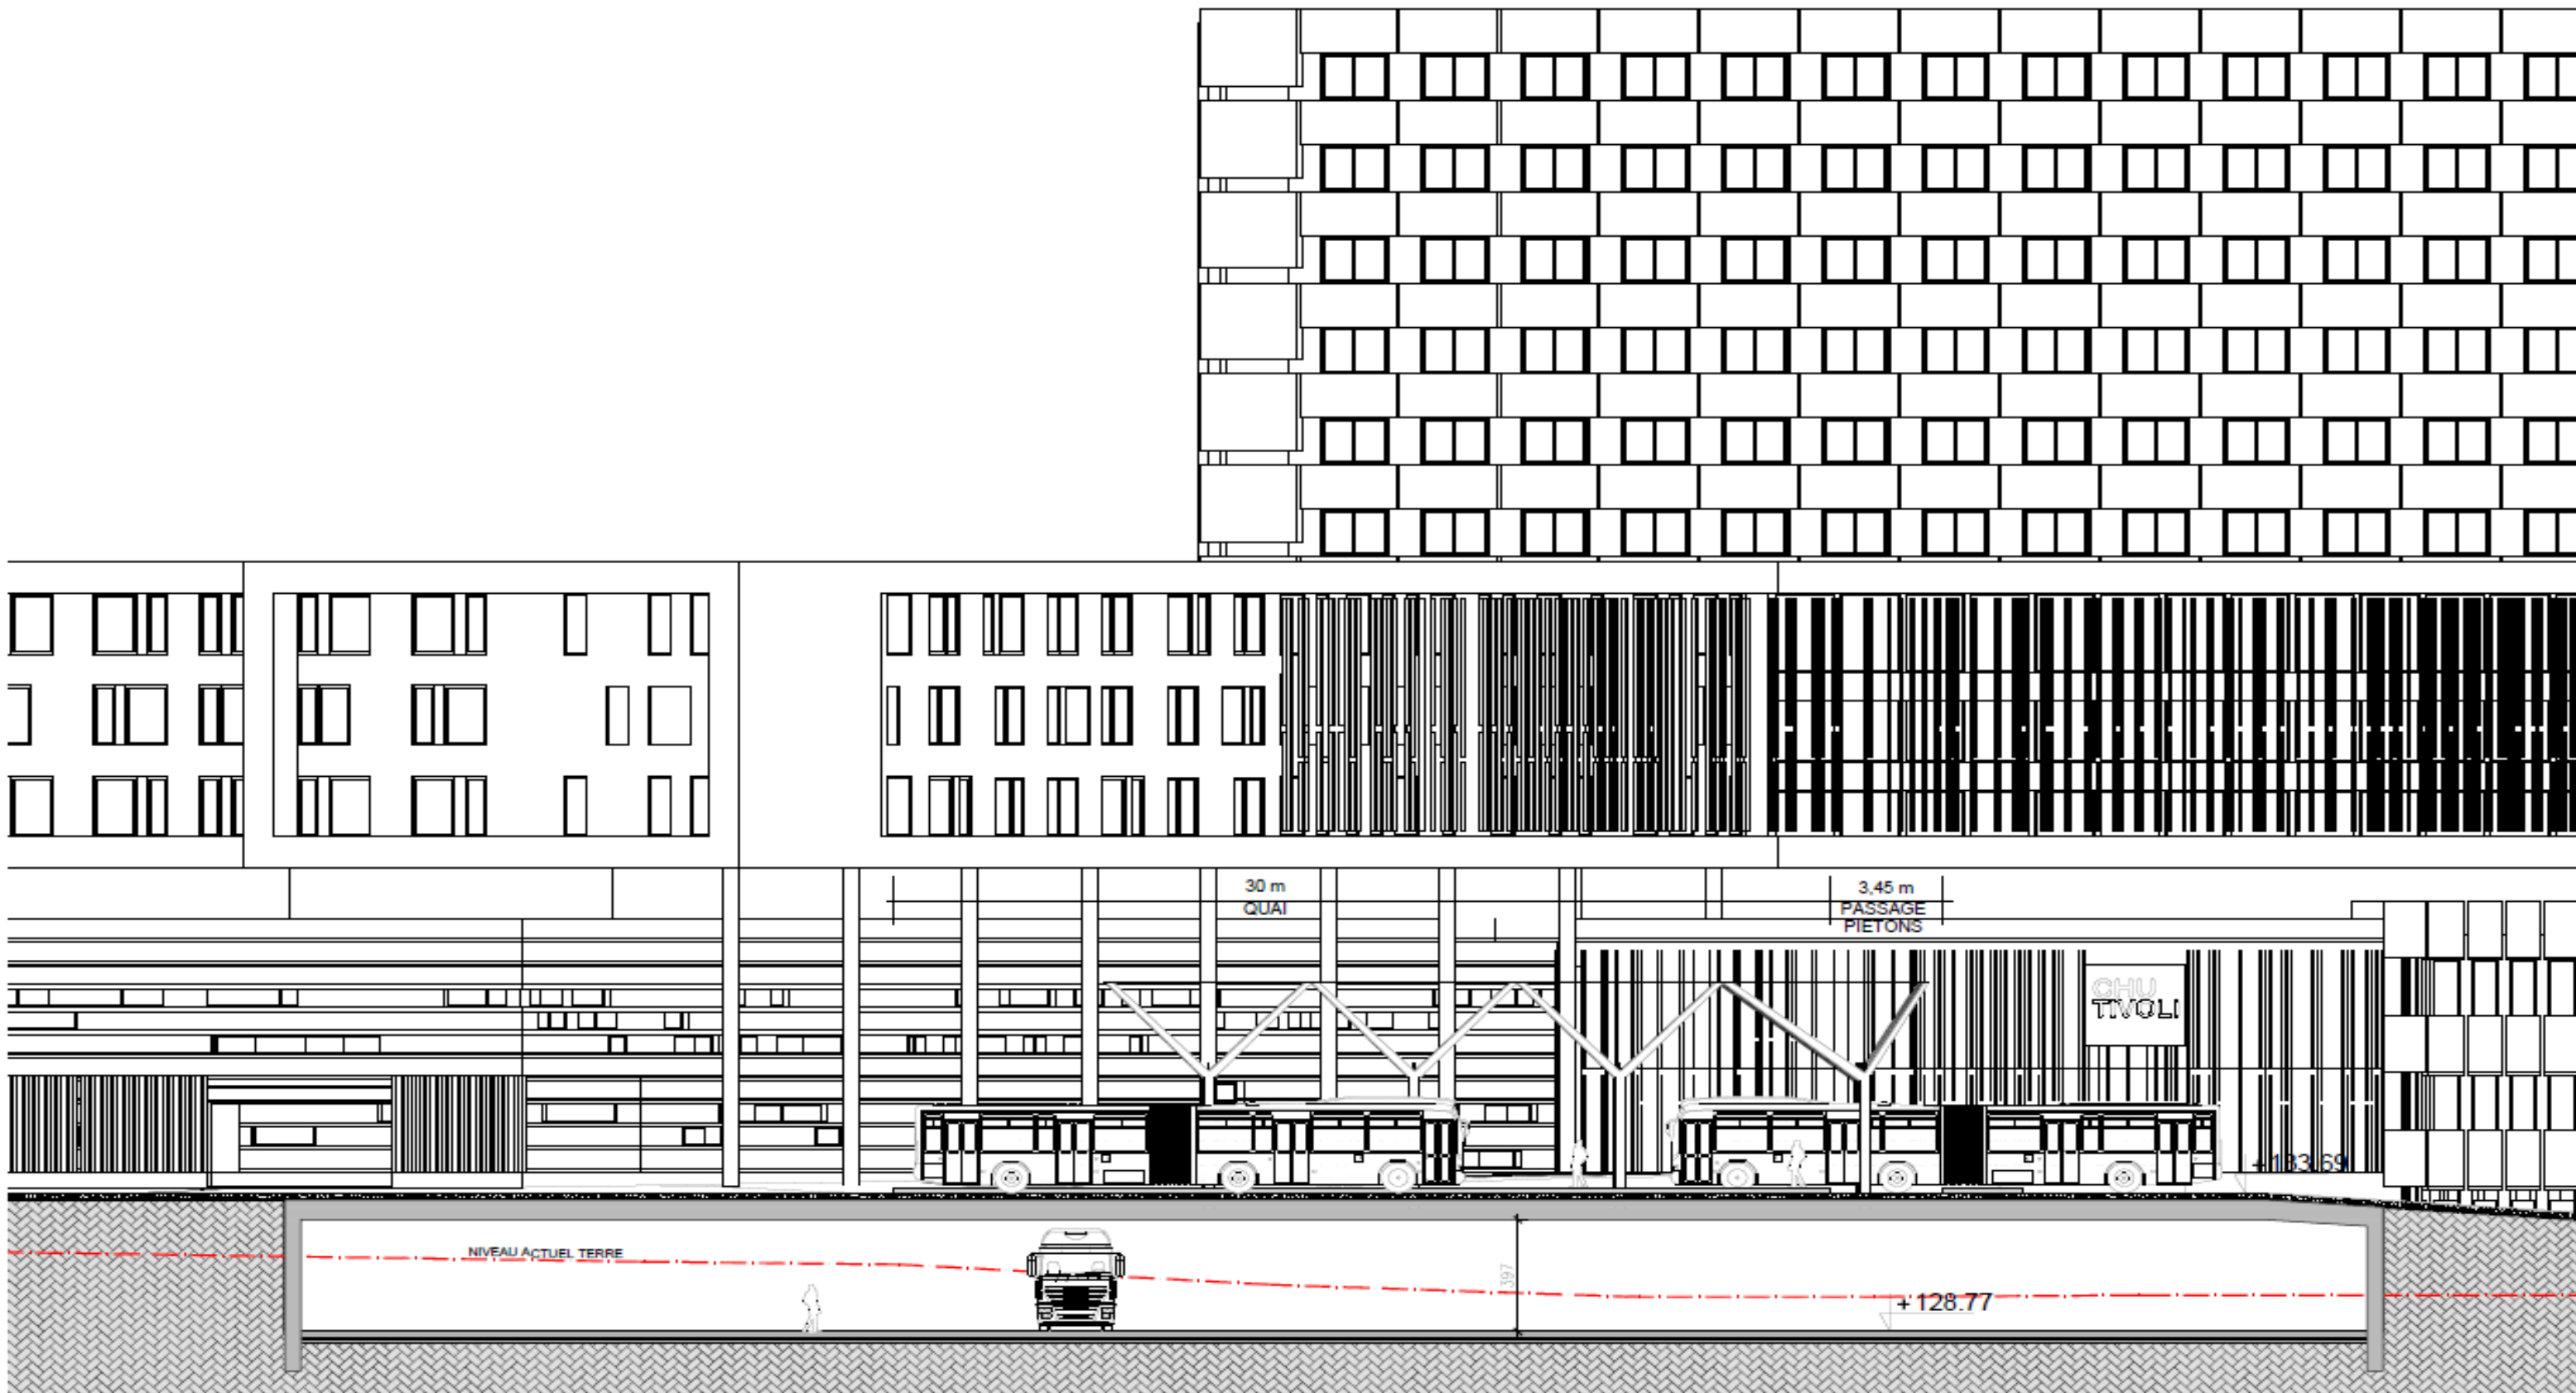 30 m
QUAI
3,45 m
PASSAGE
PIETONS
CHU
TIVOLI
+133.69
NIVEAU ACTUEL TERRE
397
+128.77